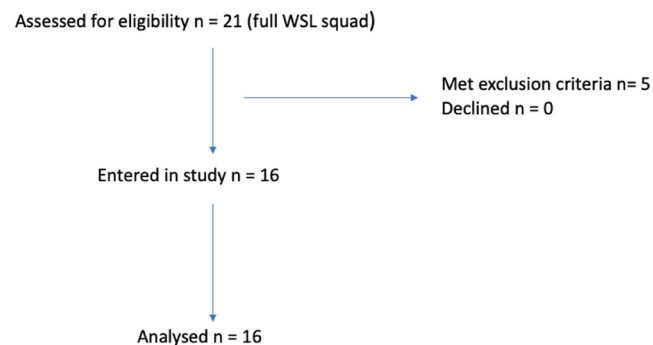 Assessed for eligibility n = 21 (full WSL squad)
Met exclusion criteria n= 5
Declined n = 0
Entered in study n = 16
Analysed n = 16